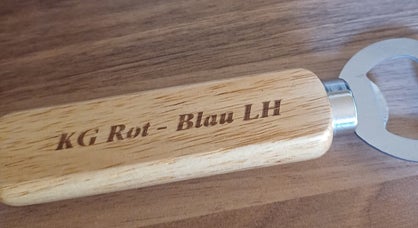 KG Rot - Blau LH